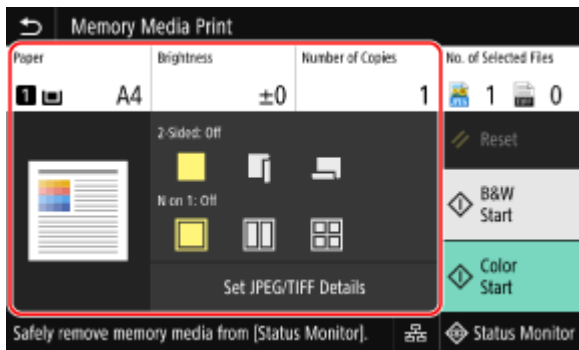 Memory Media Print
Paper
Brightness
Number of Copies
No. of Selected Files
1 A4
±0
1
JPEG 1 0
2-Sided: Off
Reset
N on 1: Off
B&W
Start
Color
Start
Set JPEG/TIFF Details
Safely remove memory media from [Status Monitor].
Status Monitor